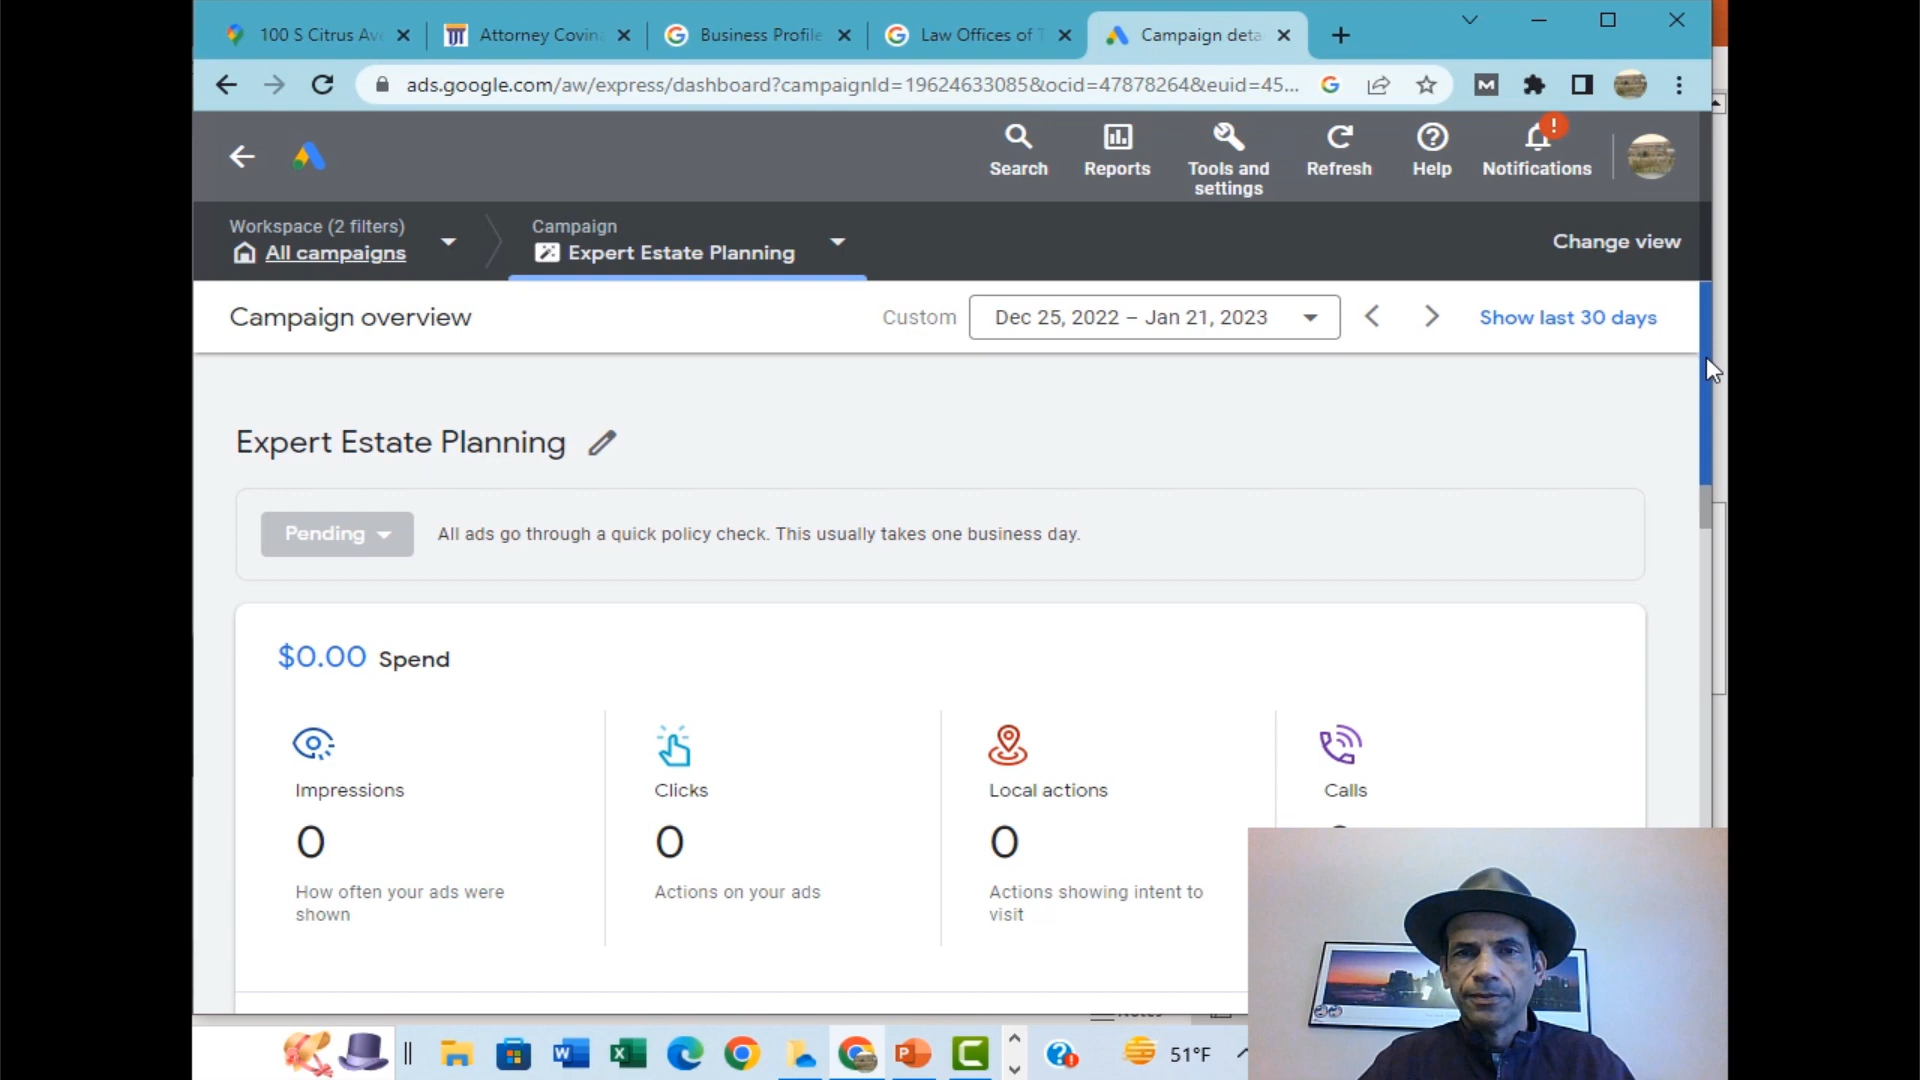 100 S Citrus Av
Attorney Covin
Business Profile
Law Offices of T
Campaign deta
ads.google.com/aw/express/dashboard?campaignId=19624633085&ocid=47878264&euid=45...
Search
Reports
Tools and
settings
Refresh
Help
Notifications
Workspace (2 filters)
All campaigns
Campaign
Expert Estate Planning
Change view
Campaign overview
Custom
Dec 25, 2022 – Jan 21, 2023
Show last 30 days
Expert Estate Planning
Pending
All ads go through a quick policy check. This usually takes one business day.
$0.00 Spend
Impressions
Clicks
Local actions
Calls
0
0
0
How often your ads were
shown
Actions on your ads
Actions showing intent to
visit
51°F